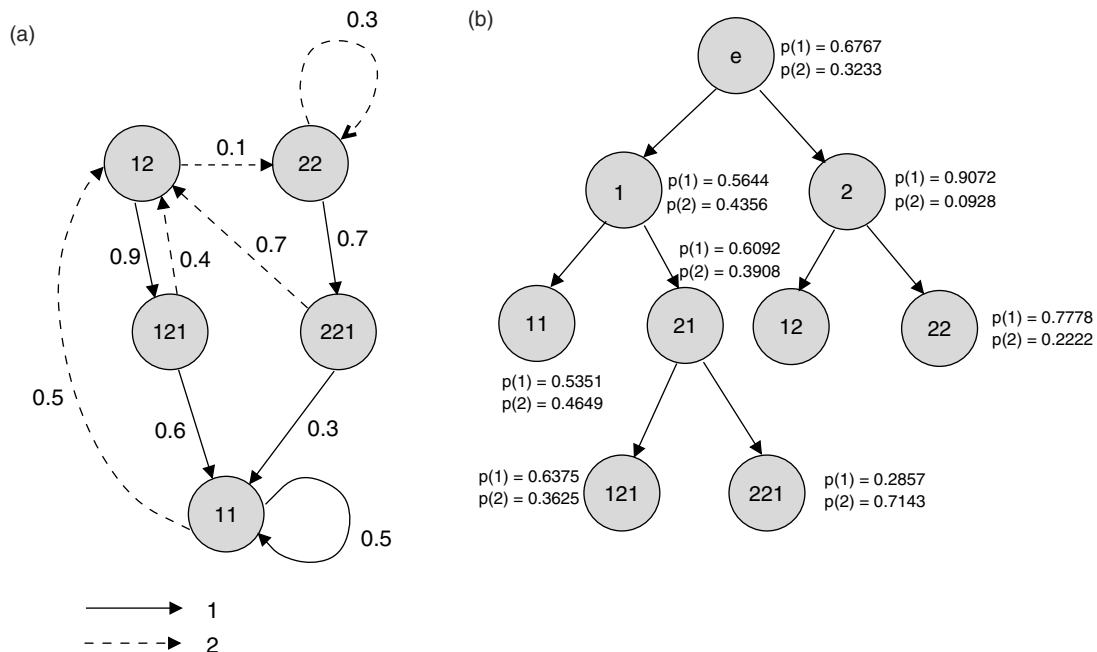 (a)
0.3
12
0.1
22
0.9
0.4
0.7
0.7
121
221
0.5
0.6
0.3
11
0.5
1
2
(b)
e
p(1) = 0.6767
p(2) = 0.3233
1
p(1) = 0.5644
p(2) = 0.4356
2
p(1) = 0.9072
p(2) = 0.0928
p(1) = 0.6092
p(2) = 0.3908
11
21
12
22
p(1) = 0.7778
p(2) = 0.2222
p(1) = 0.5351
p(2) = 0.4649
p(1) = 0.6375
p(2) = 0.3625
121
221
p(1) = 0.2857
p(2) = 0.7143